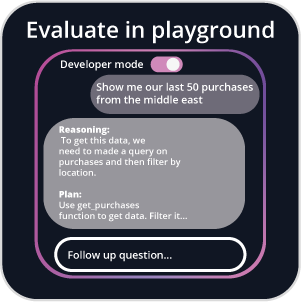 Evaluate in playground
Developer mode
Show me our last 50 purchases
from the middle east
Reasoning:
To get this data, we
need to made a query on
purchases and then filter by
location.
Plan:
Use get_purchases
function to get data. Filter it...
Follow up question...